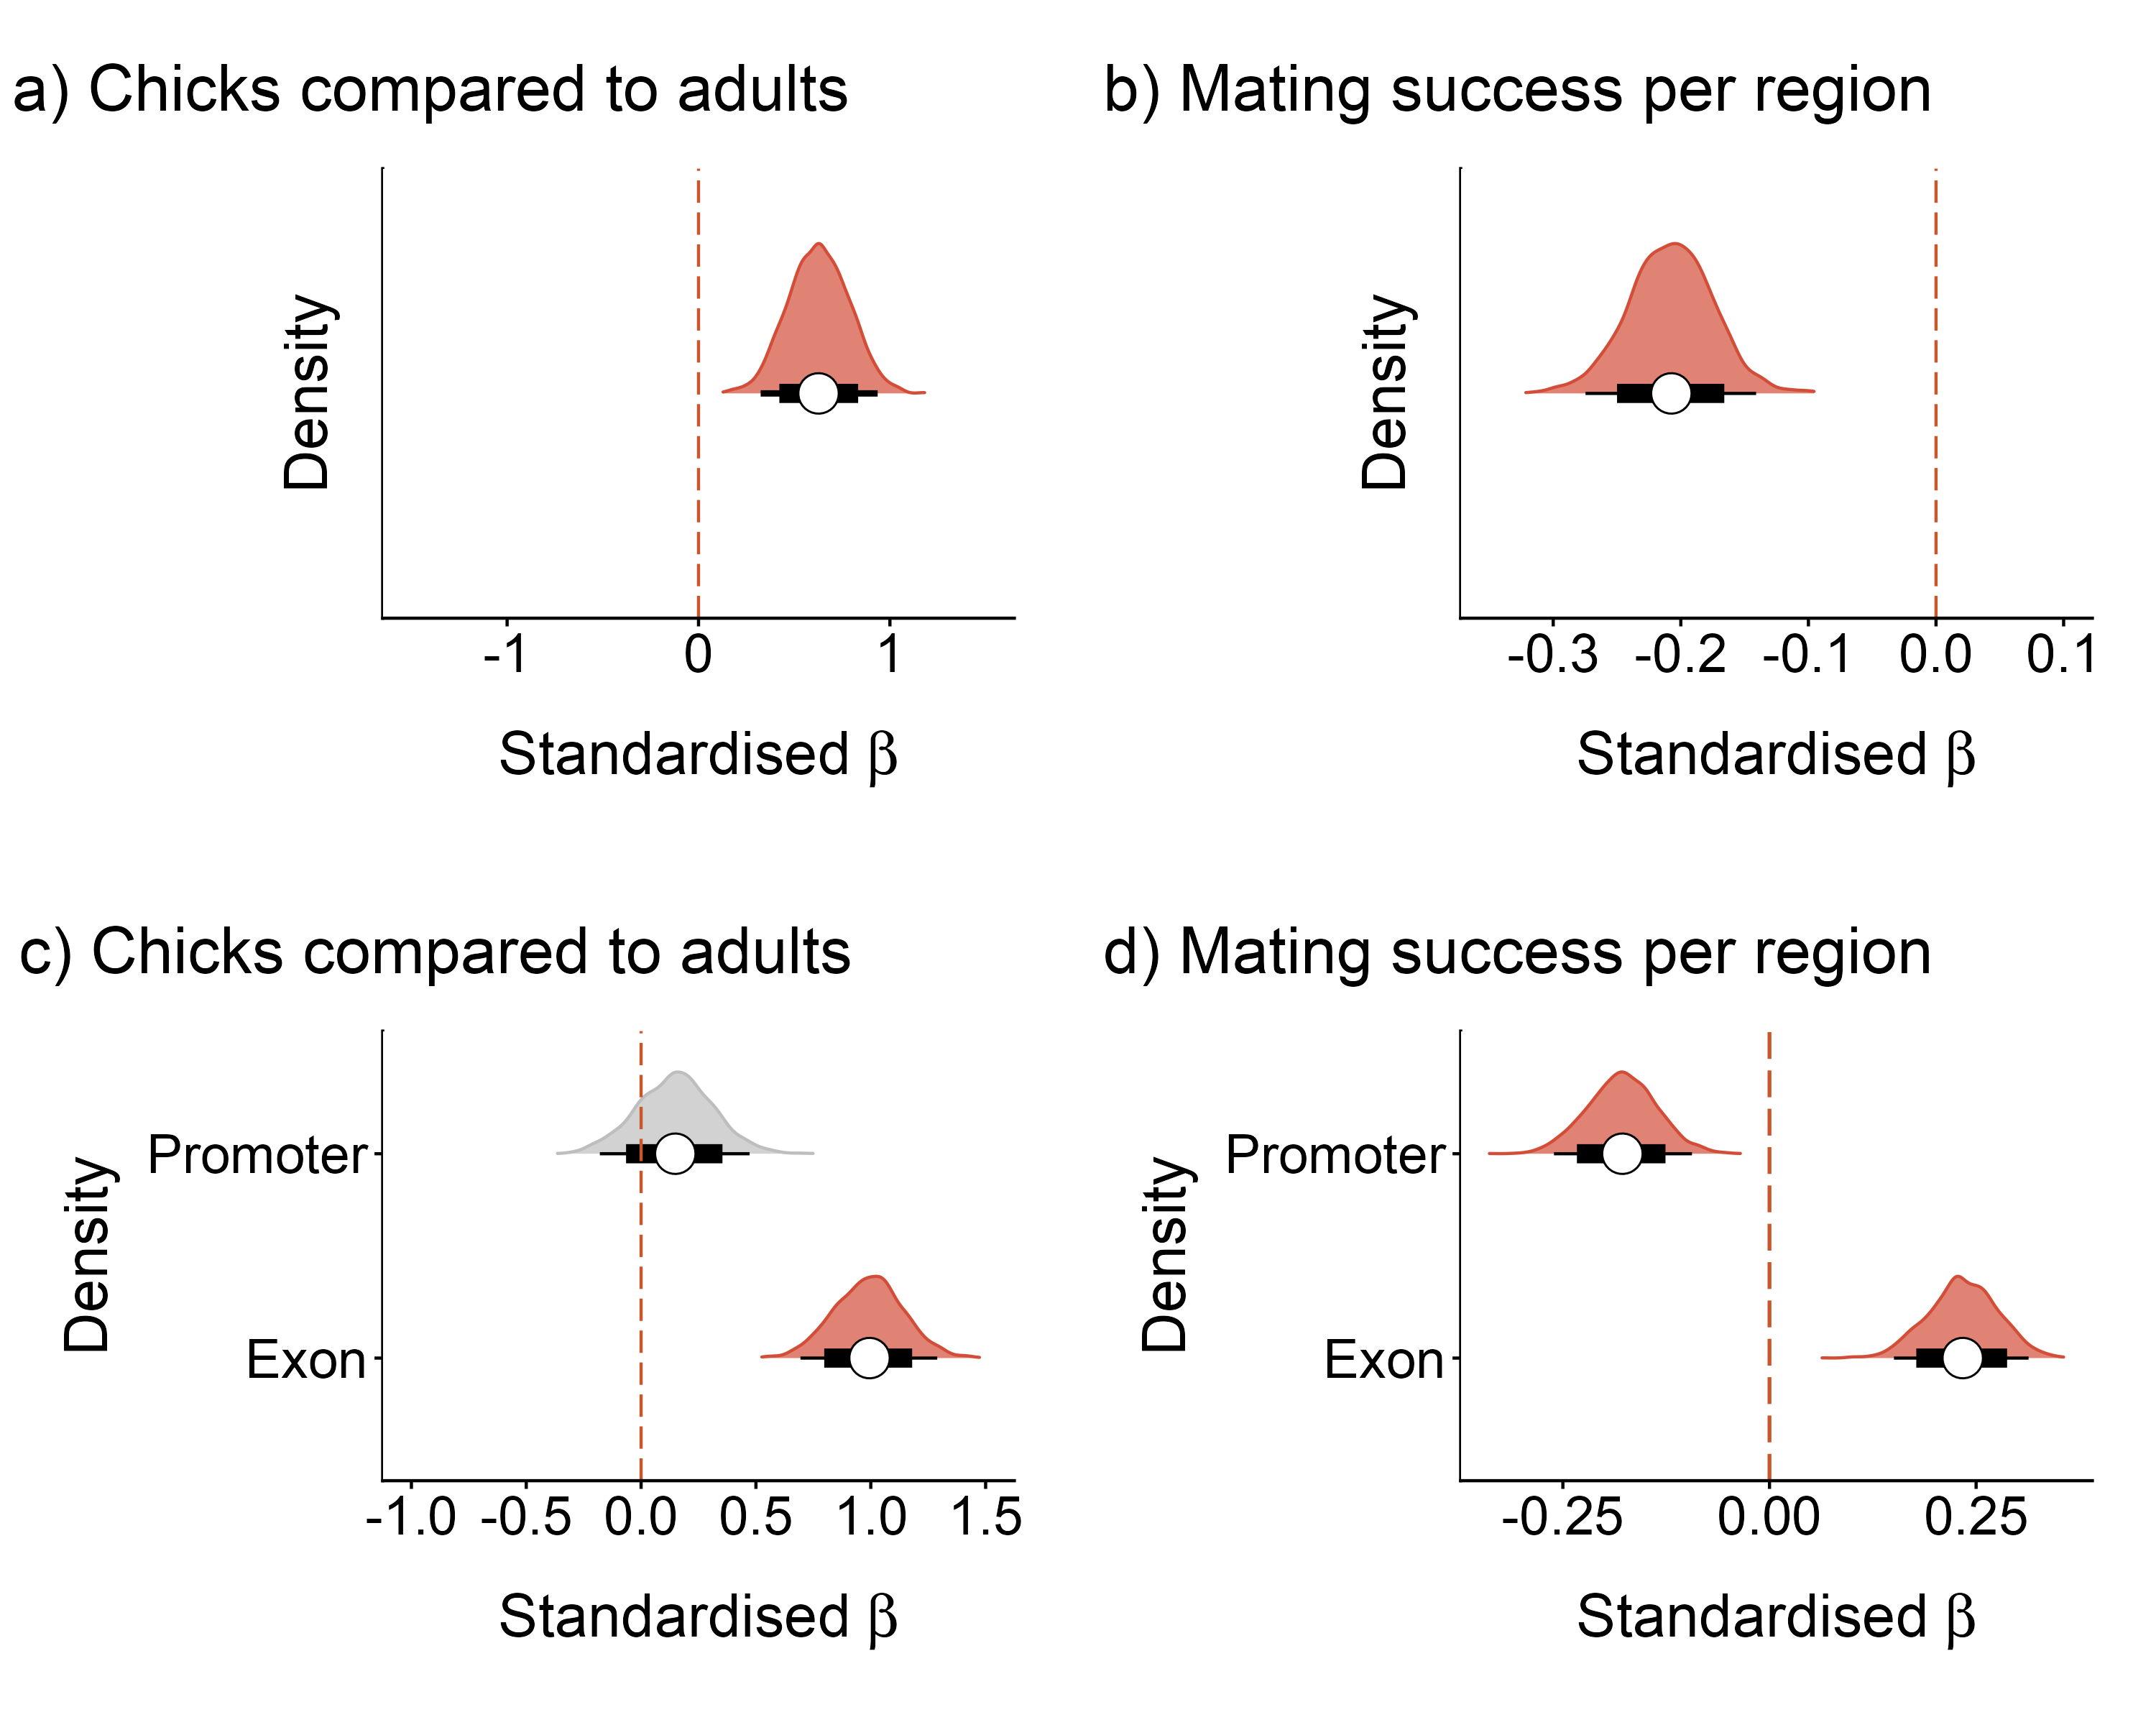 a) Chicks compared to adults
Density
-1 0 1
Standardised β
b) Mating success per region
Density
-0.3 -0.2 -0.1 0.0 0.1
Standardised β
c) Chicks compared to adults
Density
Promoter
Exon
-1.0 -0.5 0.0 0.5 1.0 1.5
Standardised β
d) Mating success per region
Density
Promoter
Exon
-0.25 0.00 0.25
Standardised β